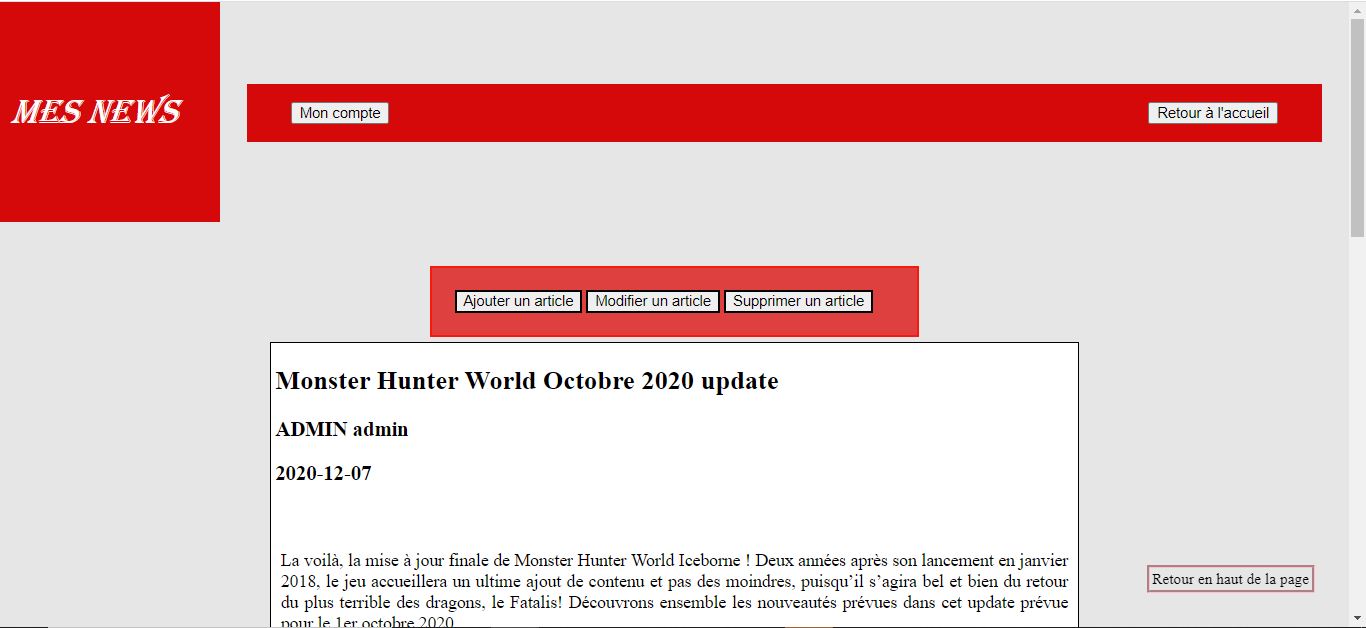 MES NEWS
Mon compte
Retour à l'accueil
Ajouter un article
Modifier un article
Supprimer un article
Monster Hunter World Octobre 2020 update
ADMIN admin
2020-12-07
La voilà, la mise à jour finale de Monster Hunter World Iceborne ! Deux années après son lancement en janvier
2018, le jeu accueillera un ultime ajout de contenu et pas des moindres, puisqu’il s’agira bel et bien du retour
du plus terrible des dragons, le Fatalis! Découvrons ensemble les nouveautés prévues dans cet update prévue
pour le 1er octobre 2020
Retour en haut de la page